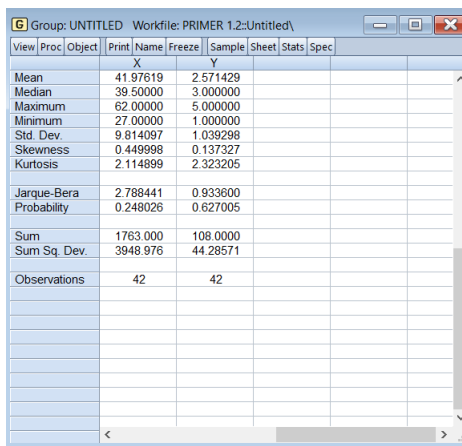 G Group: UNTITLED Workfile: PRIMER 1.2::Untitled\
View Proc Object Print Name Freeze Sample Sheet Stats Spec
X Y
Mean 41.97619 2.571429
Median 39.50000 3.000000
Maximum 62.00000 5.000000
Minimum 27.00000 1.000000
Std. Dev. 9.814097 1.039298
Skewness 0.449998 0.137327
Kurtosis 2.114899 2.323205
Jarque-Bera 2.788441 0.933600
Probability 0.248026 0.627005
Sum 1763.000 108.0000
Sum Sq. Dev. 3948.976 44.28571
Observations 42 42